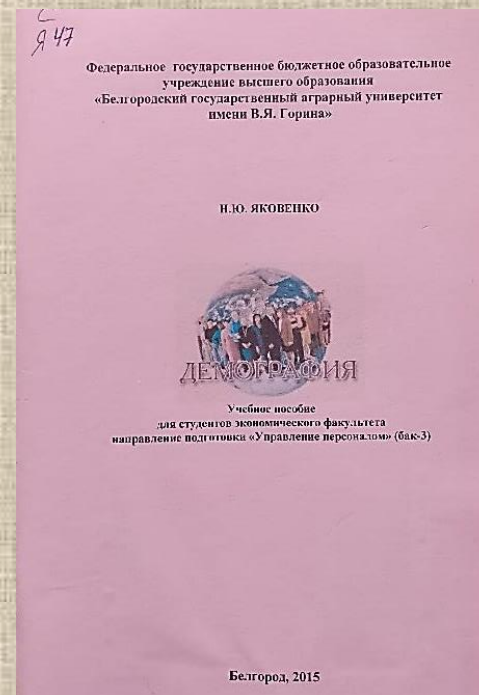 С
Я 47
Федеральное государственное бюджетное образовательное
учреждение высшего образования
«Белгородский государственный аграрный университет
имени В.Я. Горина»
Н.Ю. ЯКОВЕНКО
ДЕМОГРАФИЯ
Учебное пособие
для студентов экономического факультета
направление подготовки «Управление персоналом» (бак-3)
Белгород, 2015